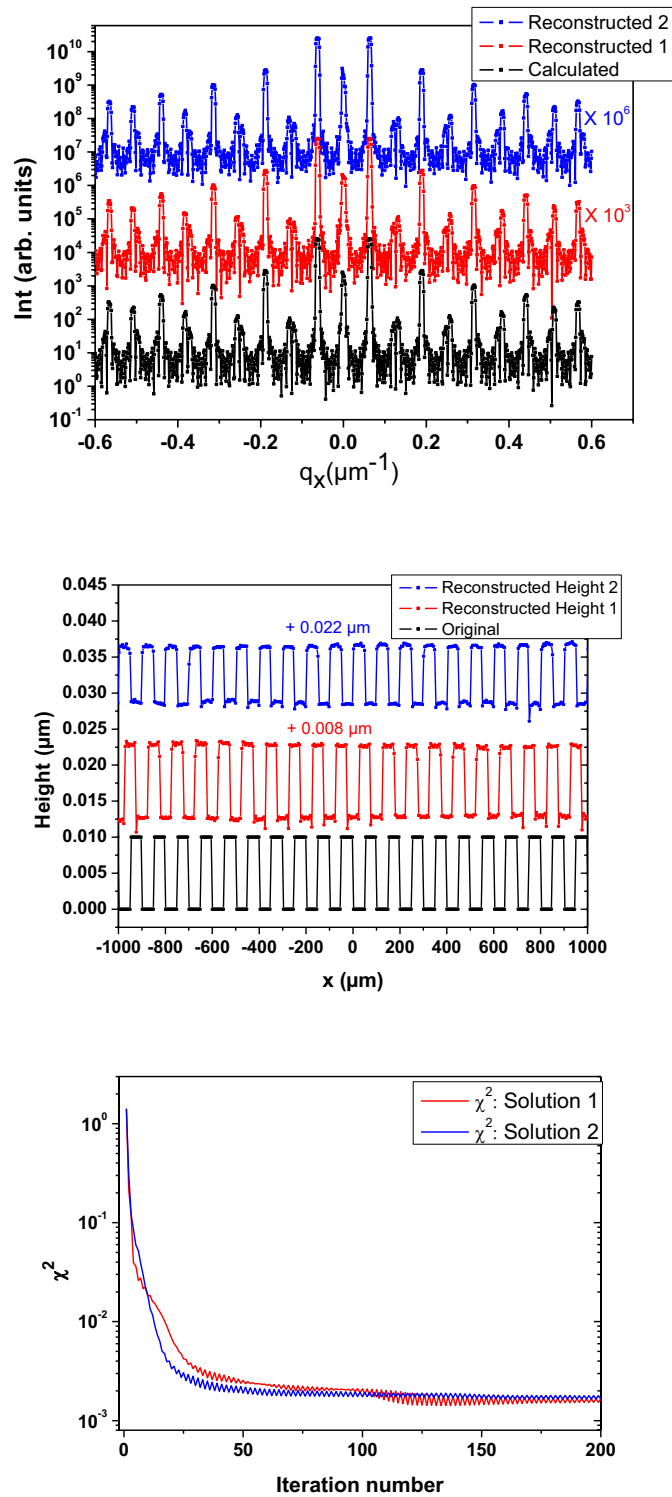 Reconstructed 2
Reconstructed 1
Calculated
10^10
10^9
10^8
10^7
10^6
10^5
10^4
10^3
10^2
10^1
10^0
10^-1
X 10^6
X 10^3
Int (arb. units)
-0.6 -0.4 -0.2 0.0 0.2 0.4 0.6
q_x(µm^-1)
Reconstructed Height 2
Reconstructed Height 1
Original
0.045
0.040
0.035
0.030
0.025
0.020
0.015
0.010
0.005
0.000
+ 0.022 µm
+ 0.008 µm
Height (µm)
-1000 -800 -600 -400 -200 0 200 400 600 800 1000
x (µm)
χ^2: Solution 1
χ^2: Solution 2
10^0
10^-1
10^-2
10^-3
χ^2
0 50 100 150 200
Iteration number